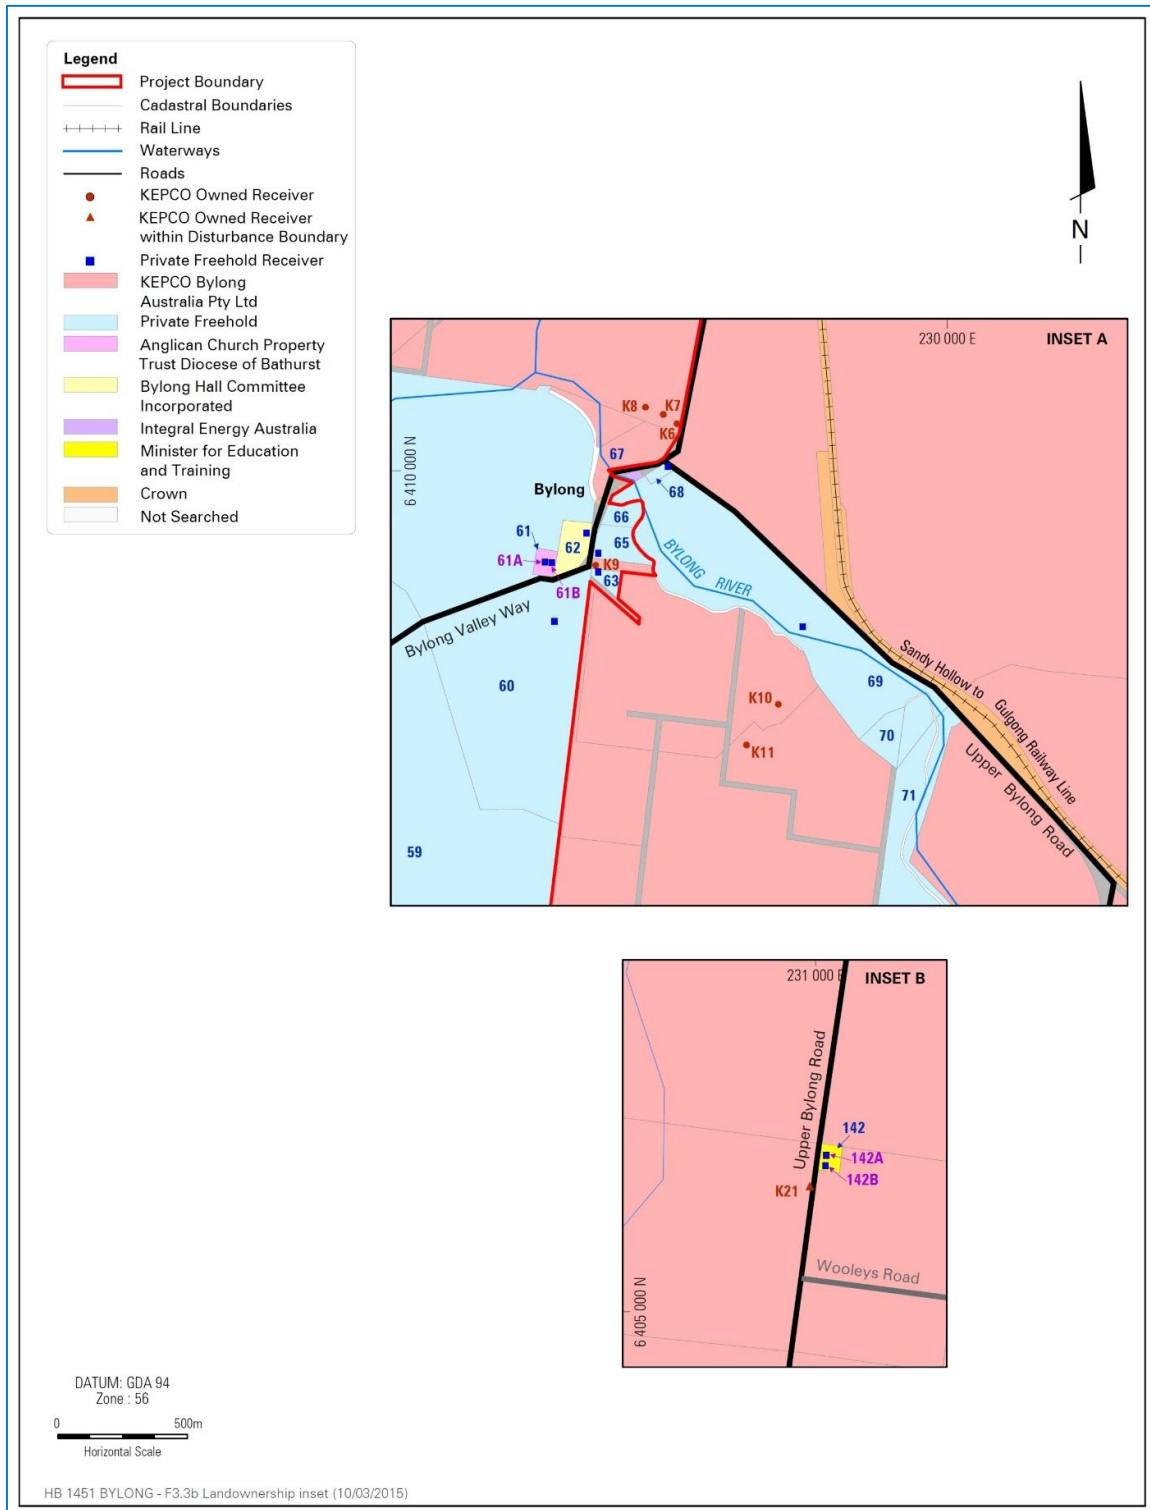 Legend
Project Boundary
Cadastral Boundaries
Rail Line
Waterways
Roads
KEPCO Owned Receiver
KEPCO Owned Receiver
within Disturbance Boundary
Private Freehold Receiver
KEPCO Bylong
Australia Pty Ltd
Private Freehold
Anglican Church Property
Trust Diocese of Bathurst
Bylong Hall Committee
Incorporated
Integral Energy Australia
Minister for Education
and Training
Crown
Not Searched
N
230 000 E
INSET A
K8
K7
K6
67
6 410 000 N
Bylong
68
66
61
62
65
BYLONG RIVER
61A
K9
63
61B
Bylong Valley Way
Sandy Hollow to
Gulgong Railway Line
60
69
K10
70
K11
Upper Bylong Road
71
59
231 000 E
INSET B
Upper Bylong Road
142
142A
142B
K21
Wooleys Road
6 405 000 N
DATUM: GDA 94
Zone : 56
0 500m
Horizontal Scale
HB 1451 BYLONG - F3.3b Landownership inset (10/03/2015)